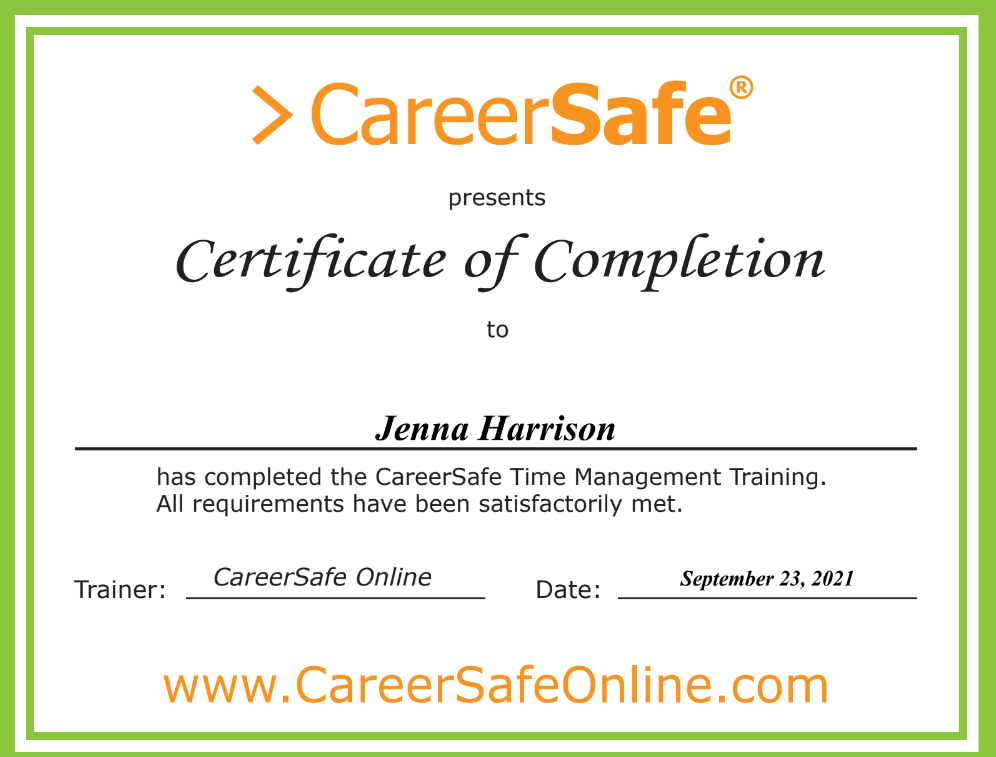 > CareerSafe®
presents
Certificate of Completion
to
Jenna Harrison
has completed the CareerSafe Time Management Training.
All requirements have been satisfactorily met.
Trainer: CareerSafe Online Date: September 23, 2021
www.CareerSafeOnline.com